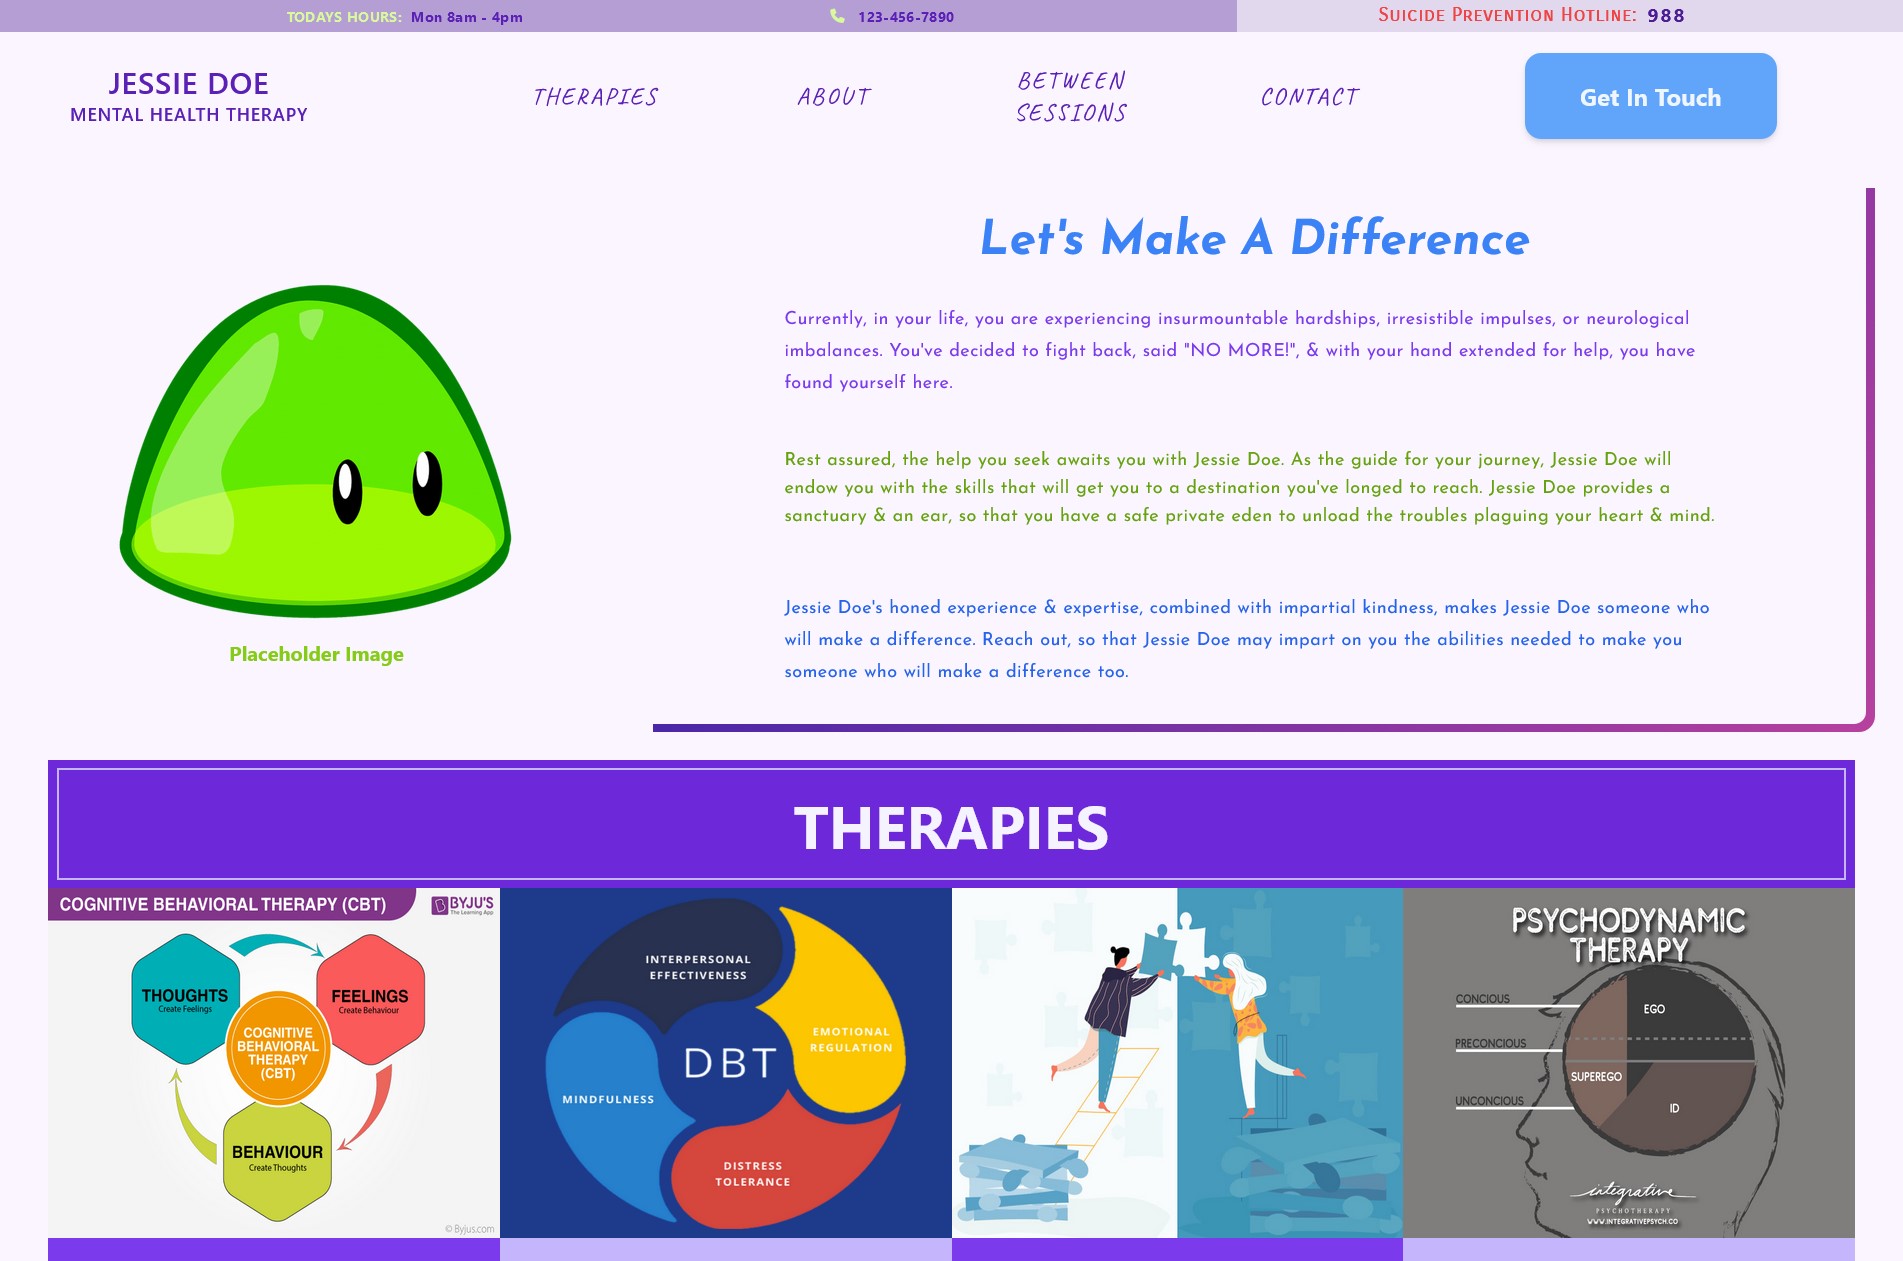 TODAYS HOURS: Mon 8am - 4pm
123-456-7890
SUICIDE PREVENTION HOTLINE: 988
JESSIE DOE
MENTAL HEALTH THERAPY
THERAPIES
ABOUT
BETWEEN
SESSIONS
CONTACT
Get In Touch
Let's Make A Difference
Currently, in your life, you are experiencing insurmountable hardships, irresistible impulses, or neurological
imbalances. You've decided to fight back, said "NO MORE!", & with your hand extended for help, you have
found yourself here.
Rest assured, the help you seek awaits you with Jessie Doe. As the guide for your journey, Jessie Doe will
endow you with the skills that will get you to a destination you've longed to reach. Jessie Doe provides a
sanctuary & an ear, so that you have a safe private eden to unload the troubles plaguing your heart & mind.
Jessie Doe's honed experience & expertise, combined with impartial kindness, makes Jessie Doe someone who
will make a difference. Reach out, so that Jessie Doe may impart on you the abilities needed to make you
someone who will make a difference too.
Placeholder Image
THERAPIES
COGNITIVE BEHAVIORAL THERAPY (CBT)
BYJU'S
The Learning App
THOUGHTS
Create Feelings
FEELINGS
Create Behaviour
COGNITIVE
BEHAVIORAL
THERAPY
(CBT)
BEHAVIOUR
Create Thoughts
© Byjus.com
INTERPERSONAL
EFFECTIVENESS
EMOTIONAL
REGULATION
DBT
MINDFULNESS
DISTRESS
TOLERANCE
PSYCHODYNAMIC
THERAPY
CONCIOUS
EGO
PRECONCIOUS
SUPEREGO
UNCONCIOUS
ID
integrative
PSYCHOTHERAPY
WWW.INTEGRATIVEPSYCH.CO